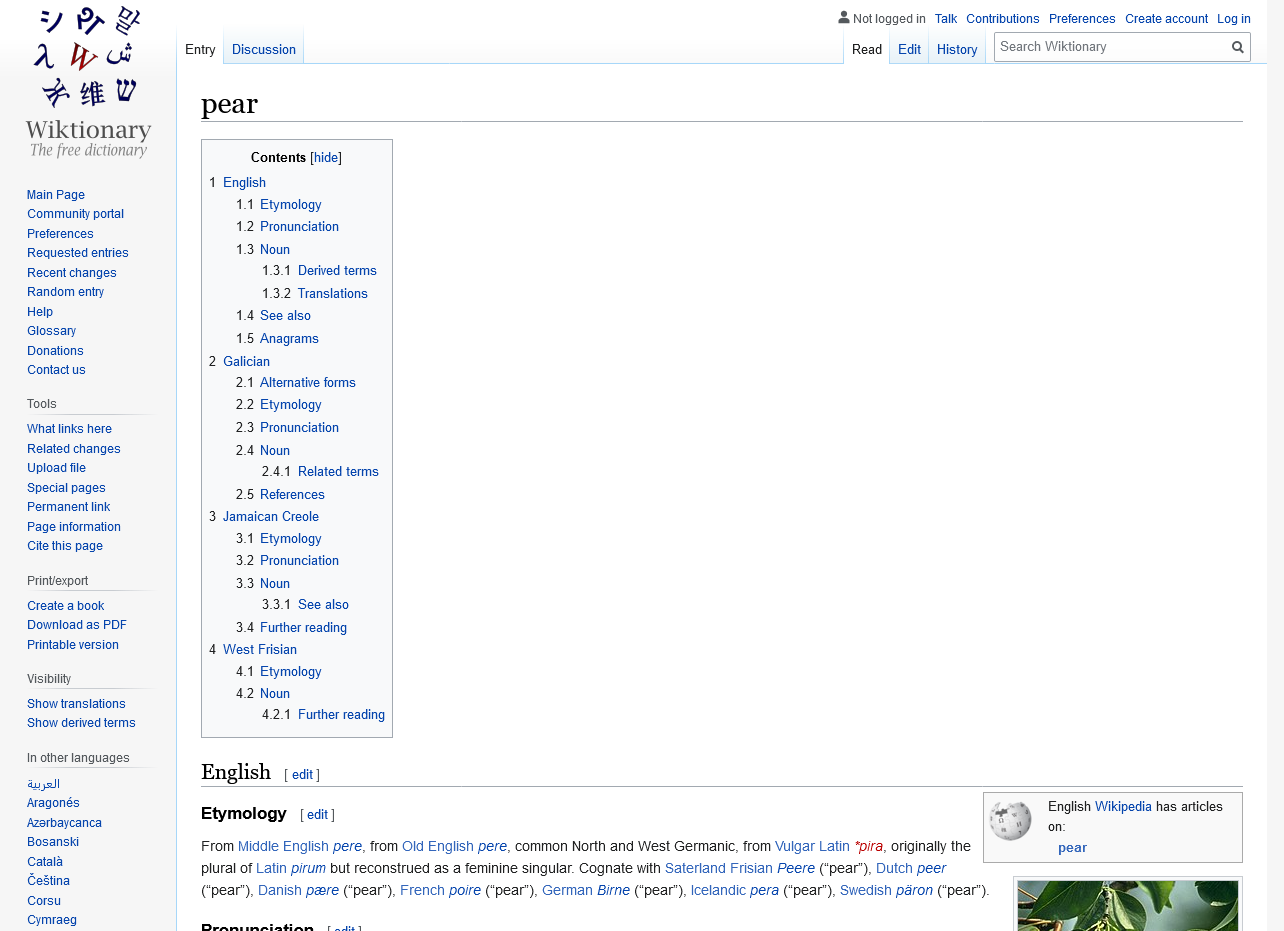 Not logged in Talk Contributions Preferences Create account Log in
Entry Discussion Read Edit History Search Wiktionary
Wiktionary
The free dictionary
Main Page
Community portal
Preferences
Requested entries
Recent changes
Random entry
Help
Glossary
Donations
Contact us
Tools
What links here
Related changes
Upload file
Special pages
Permanent link
Page information
Cite this page
Print/export
Create a book
Download as PDF
Printable version
Visibility
Show translations
Show derived terms
In other languages
العربية
Aragonés
Azərbaycanca
Bosanski
Català
Čeština
Corsu
Cymraeg
pear
Contents [hide]
1 English
1.1 Etymology
1.2 Pronunciation
1.3 Noun
1.3.1 Derived terms
1.3.2 Translations
1.4 See also
1.5 Anagrams
2 Galician
2.1 Alternative forms
2.2 Etymology
2.3 Pronunciation
2.4 Noun
2.4.1 Related terms
2.5 References
3 Jamaican Creole
3.1 Etymology
3.2 Pronunciation
3.3 Noun
3.3.1 See also
3.4 Further reading
4 West Frisian
4.1 Etymology
4.2 Noun
4.2.1 Further reading
English [ edit ]
Etymology [ edit ]
From Middle English pere, from Old English pere, common North and West Germanic, from Vulgar Latin *pira, originally the
plural of Latin pirum but reconstrued as a feminine singular. Cognate with Saterland Frisian Peere (“pear”), Dutch peer
(“pear”), Danish pære (“pear”), French poire (“pear”), German Birne (“pear”), Icelandic pera (“pear”), Swedish päron (“pear”).
English Wikipedia has articles
on:
pear
Pronunciation [ edit ]